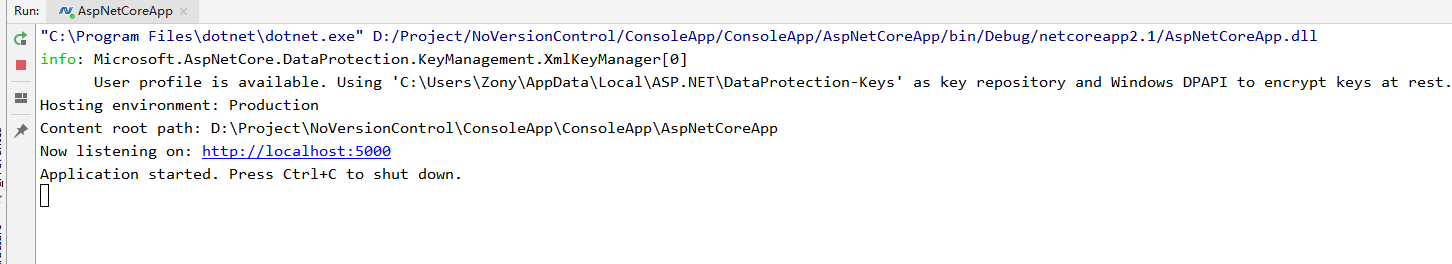 Run: AspNetCoreApp
"C:\Program Files\dotnet\dotnet.exe" D:/Project/NoVersionControl/ConsoleApp/ConsoleApp/AspNetCoreApp/bin/Debug/netcoreapp2.1/AspNetCoreApp.dll
info: Microsoft.AspNetCore.DataProtection.KeyManagement.XmlKeyManager[0]
User profile is available. Using 'C:\Users\Zony\AppData\Local\ASP.NET\DataProtection-Keys' as key repository and Windows DPAPI to encrypt keys at rest.
Hosting environment: Production
Content root path: D:\Project\NoVersionControl\ConsoleApp\ConsoleApp\AspNetCoreApp
Now listening on: http://localhost:5000
Application started. Press Ctrl+C to shut down.